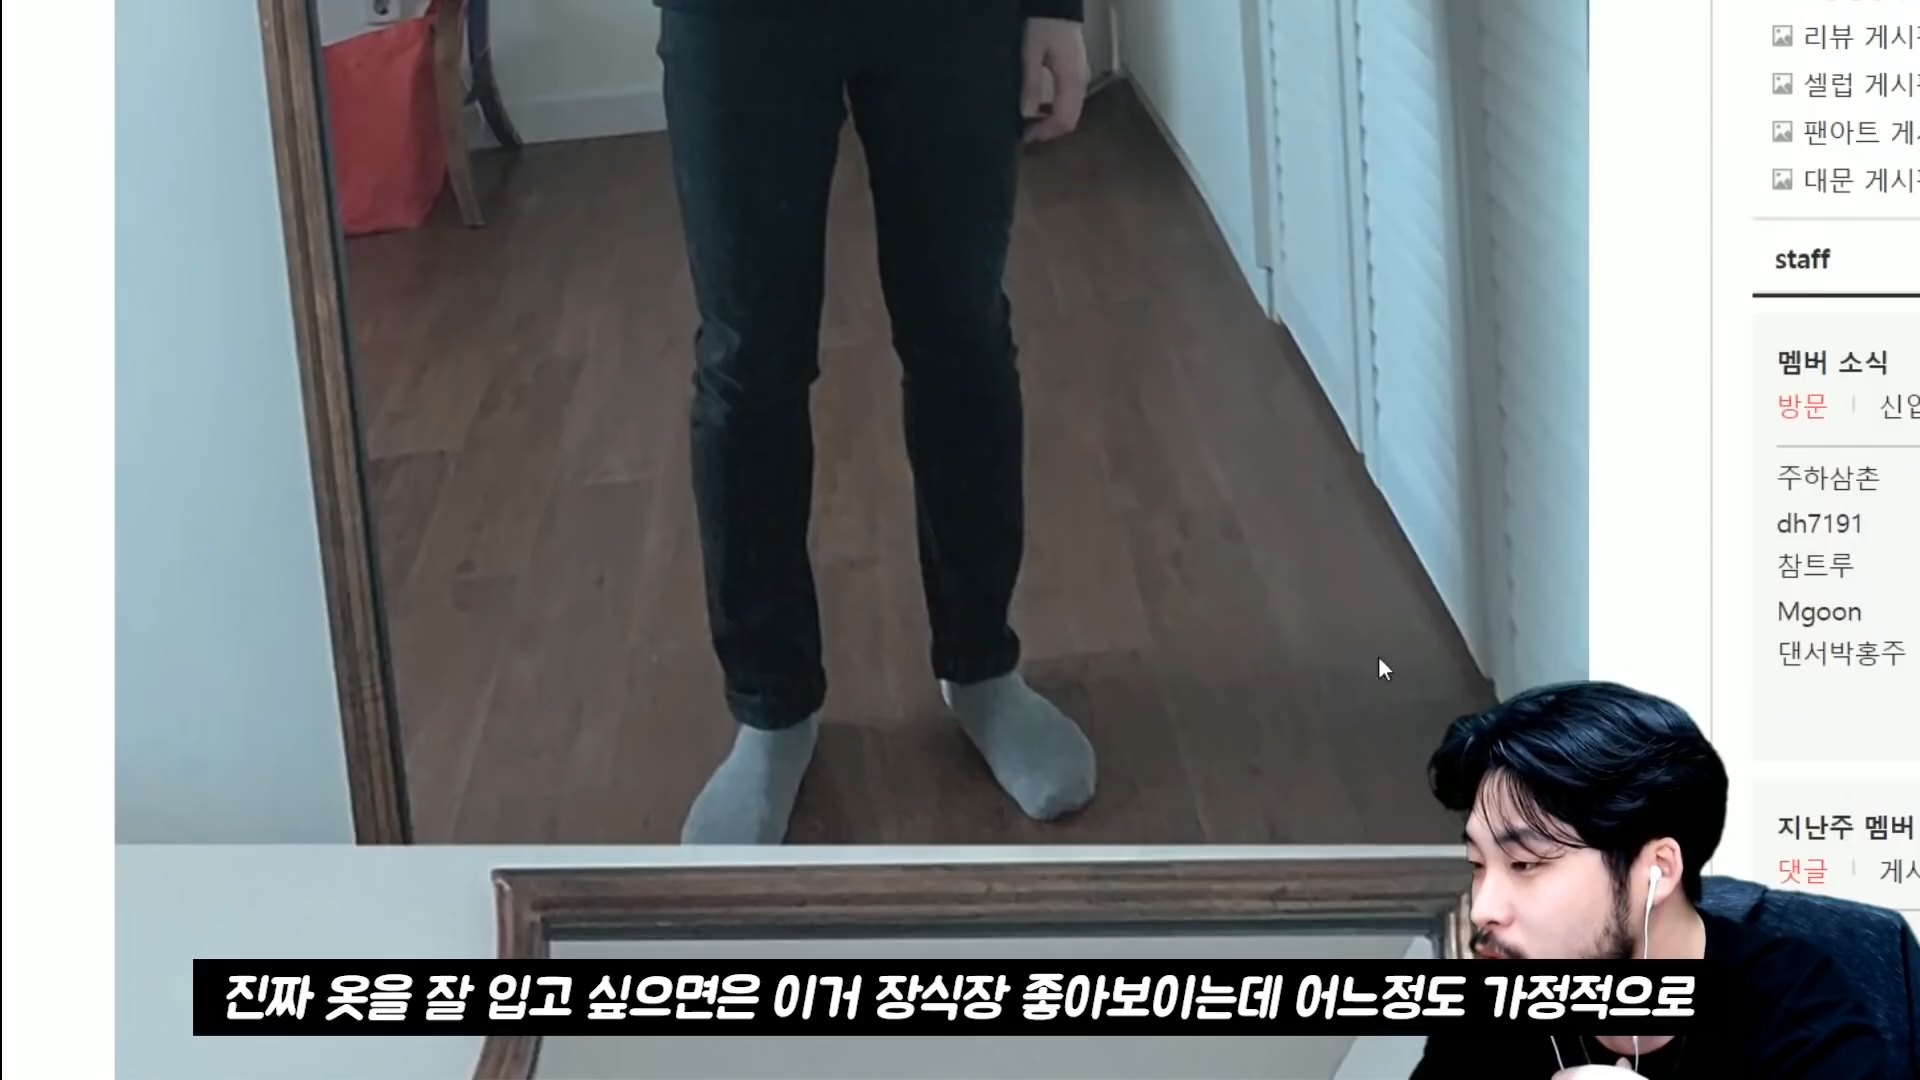 리뷰 게시
셀럽 게시
팬아트 게
대문 게시
staff
멤버 소식
방문 신입
주하삼촌
dh7191
참트루
Mgoon
댄서박홍주
지난주 멤버
댓글 게시
진짜 옷을 잘 입고 싶으면은 이거 장식장 좋아보이는데 어느정도 가정적으로